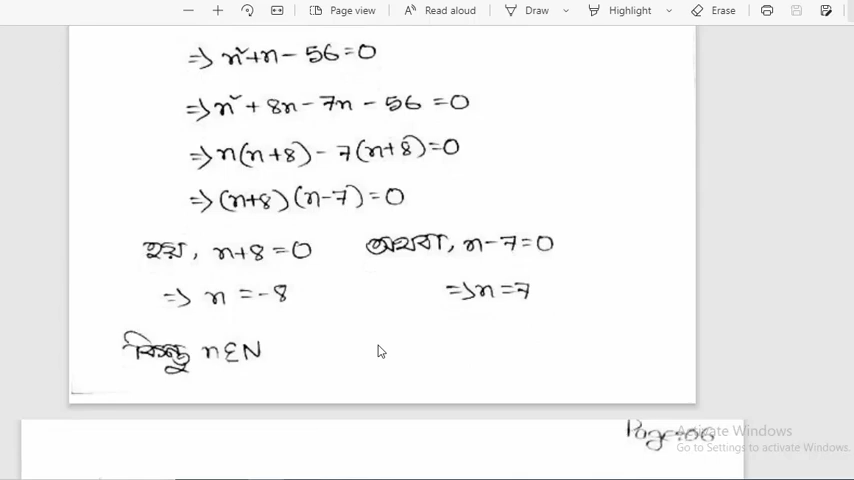 Page view
Read aloud
Draw
Highlight
Erase
⇒ n²+n-56=0
⇒ n²+8n-7n-56=0
⇒ n(n+8)-7(n+8)=0
⇒ (n+8)(n-7)=0
হয়, n+8=0 অথবা, n-7=0
⇒ n=-8 ⇒ n=7
কিন্তু n∈N
Page:06
Activate Windows
Go to Settings to activate Windows.